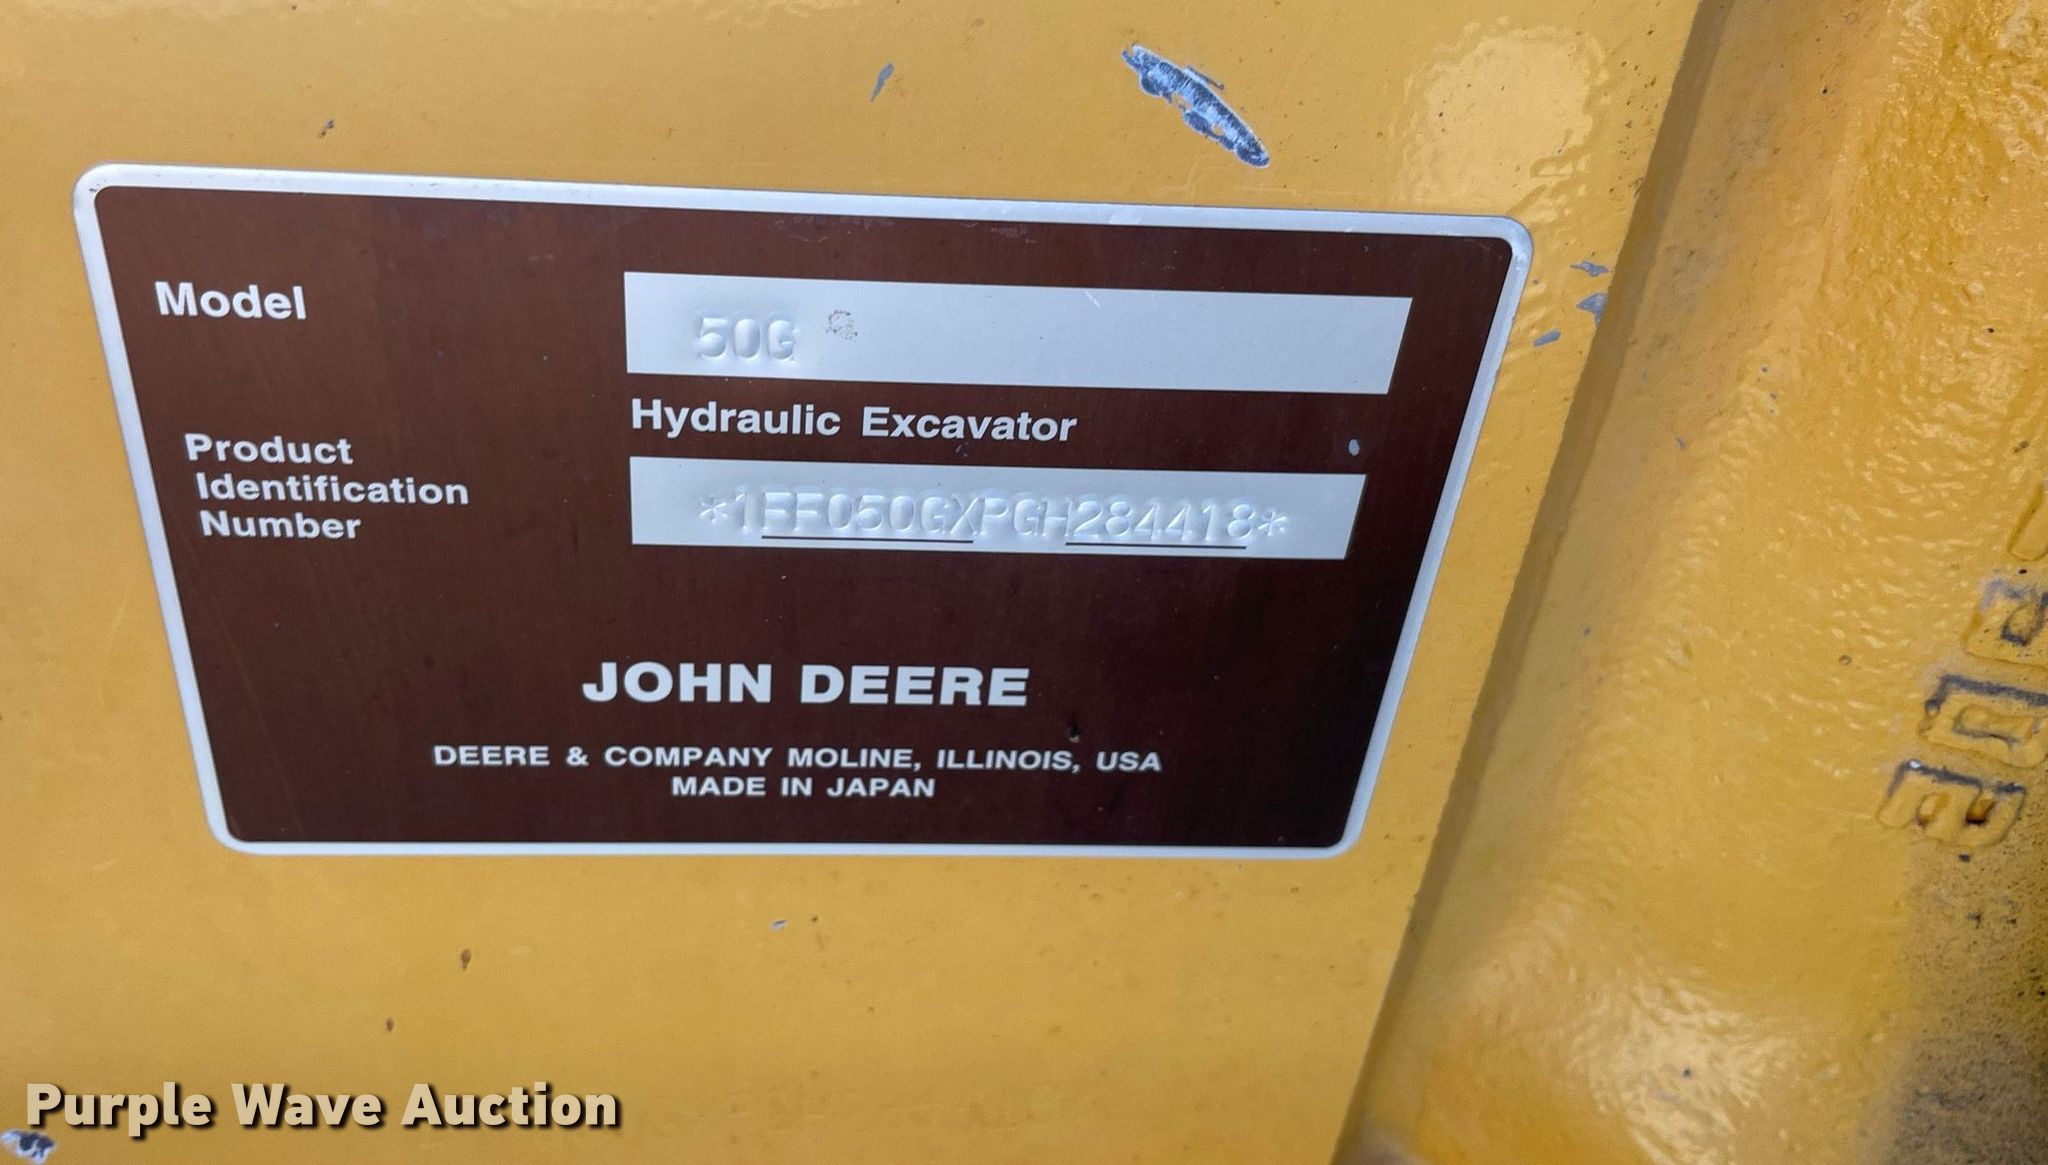 Model
50G
Hydraulic Excavator
Product
Identification
Number
*1FF050GXPGH284418*
JOHN DEERE
DEERE & COMPANY MOLINE, ILLINOIS, USA
MADE IN JAPAN
Purple Wave Auction